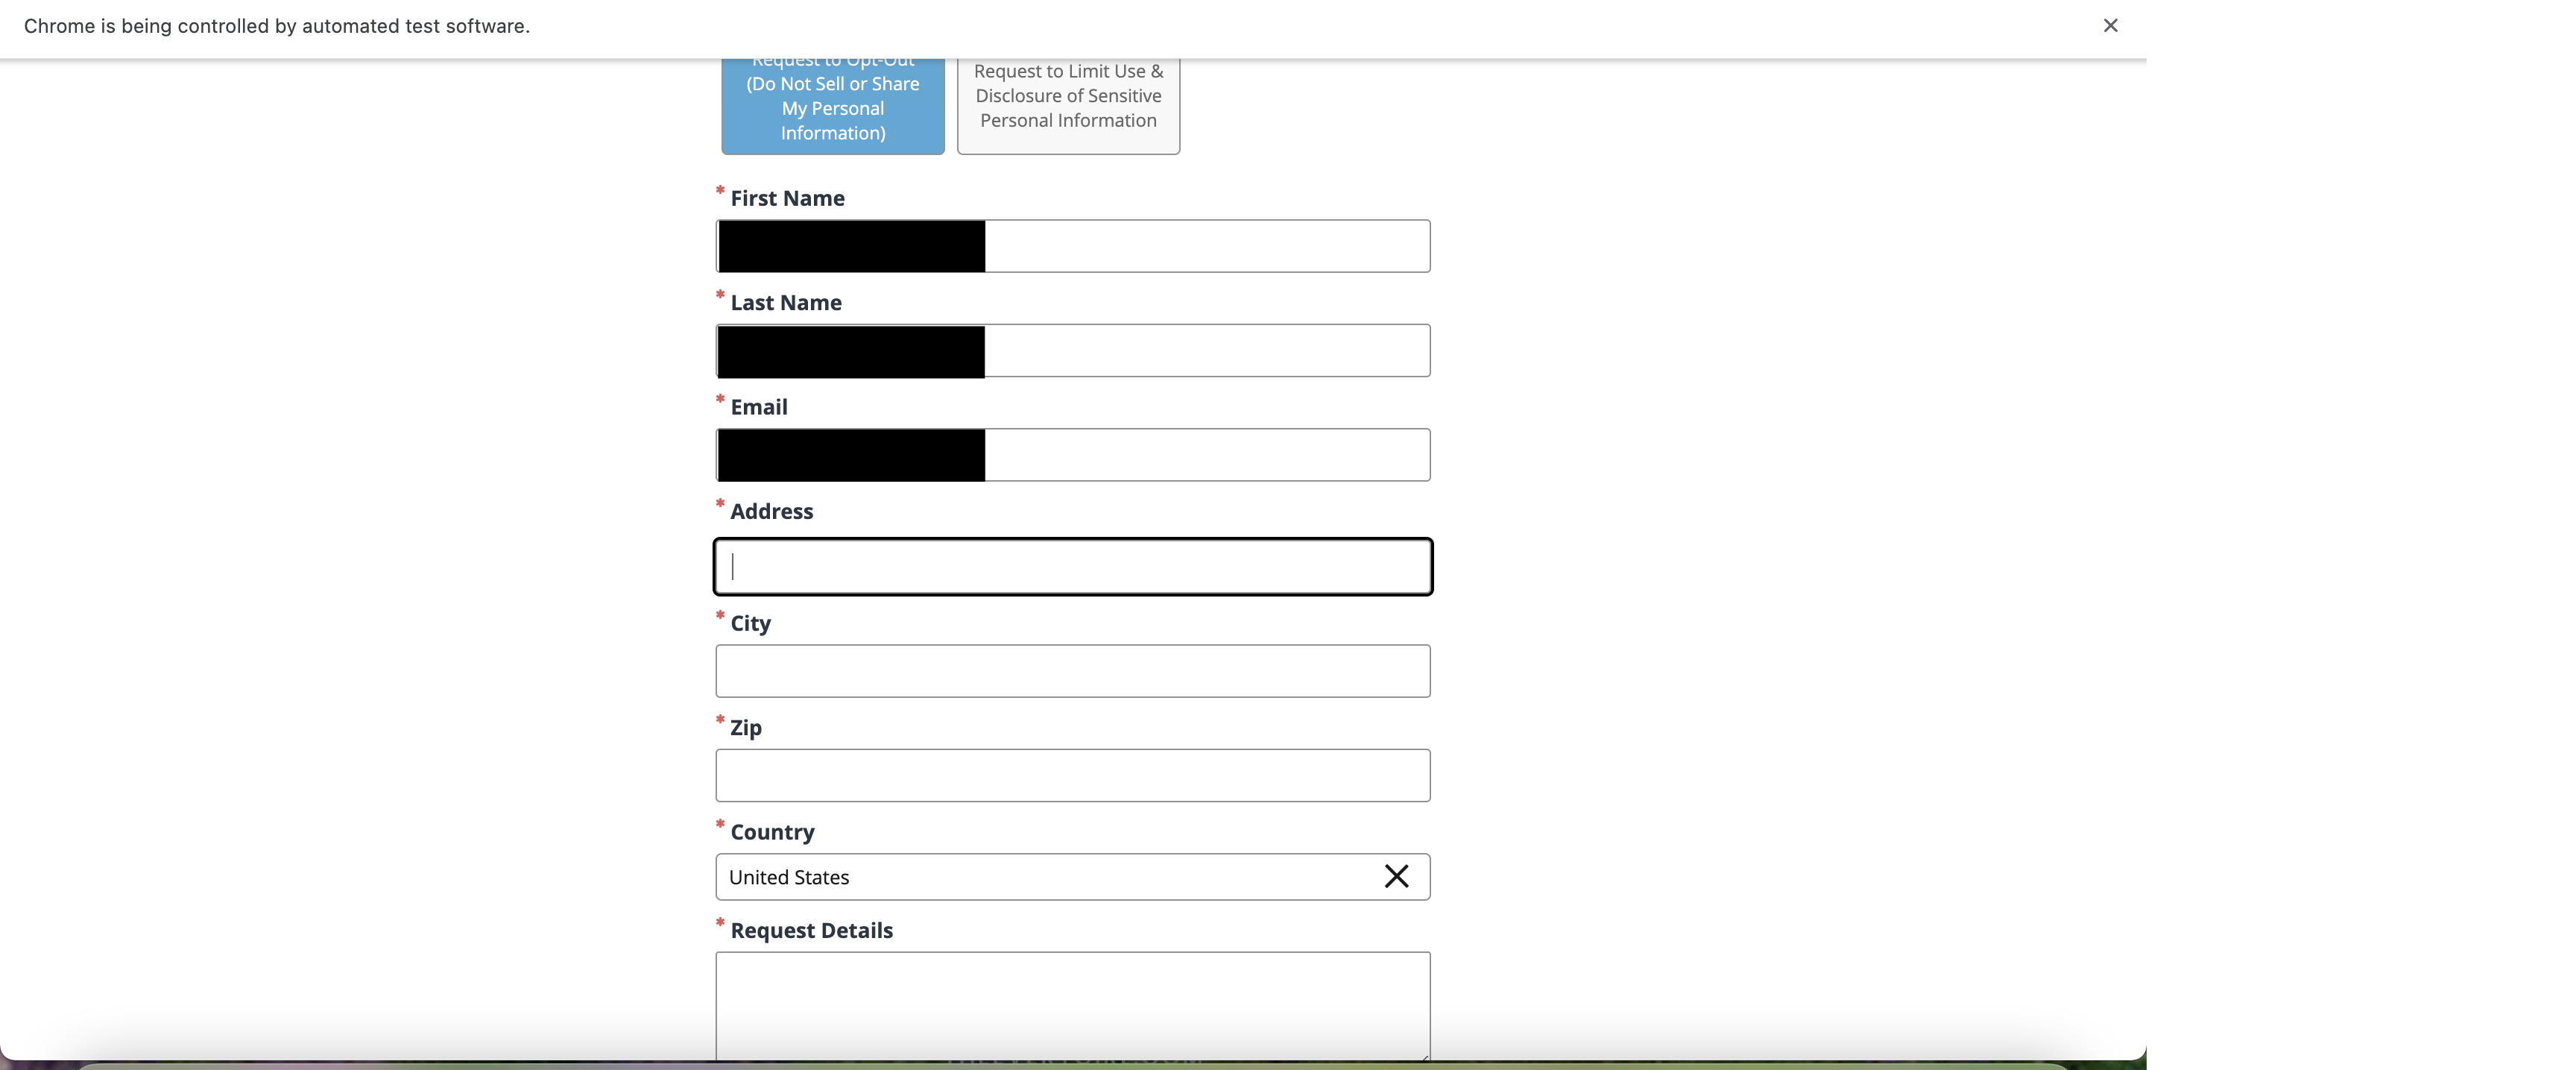 Chrome is being controlled by automated test software.
Request to Opt-Out
(Do Not Sell or Share
My Personal
Information)
Request to Limit Use &
Disclosure of Sensitive
Personal Information
* First Name
* Last Name
* Email
* Address
* City
* Zip
* Country
United States
* Request Details